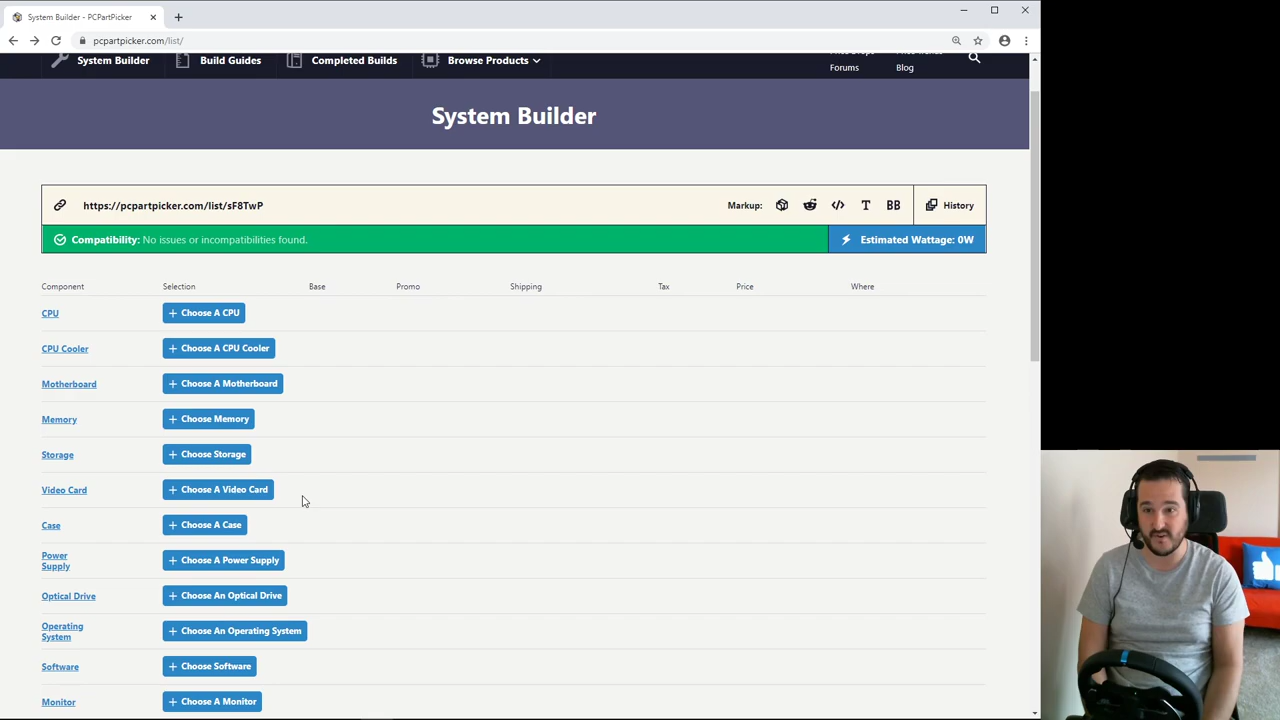 System Builder - PCPartPicker
pcpartpicker.com/list/
System Builder
Build Guides
Completed Builds
Browse Products
Price Drops
Price Trends
Forums
Blog
System Builder
https://pcpartpicker.com/list/sF8TwP
Markup:
BB
History
Compatibility: No issues or incompatibilities found.
Estimated Wattage: 0W
Component Selection Base Promo Shipping Tax Price Where
CPU + Choose A CPU
CPU Cooler + Choose A CPU Cooler
Motherboard + Choose A Motherboard
Memory + Choose Memory
Storage + Choose Storage
Video Card + Choose A Video Card
Case + Choose A Case
Power
Supply + Choose A Power Supply
Optical Drive + Choose An Optical Drive
Operating
System + Choose An Operating System
Software + Choose Software
Monitor + Choose A Monitor